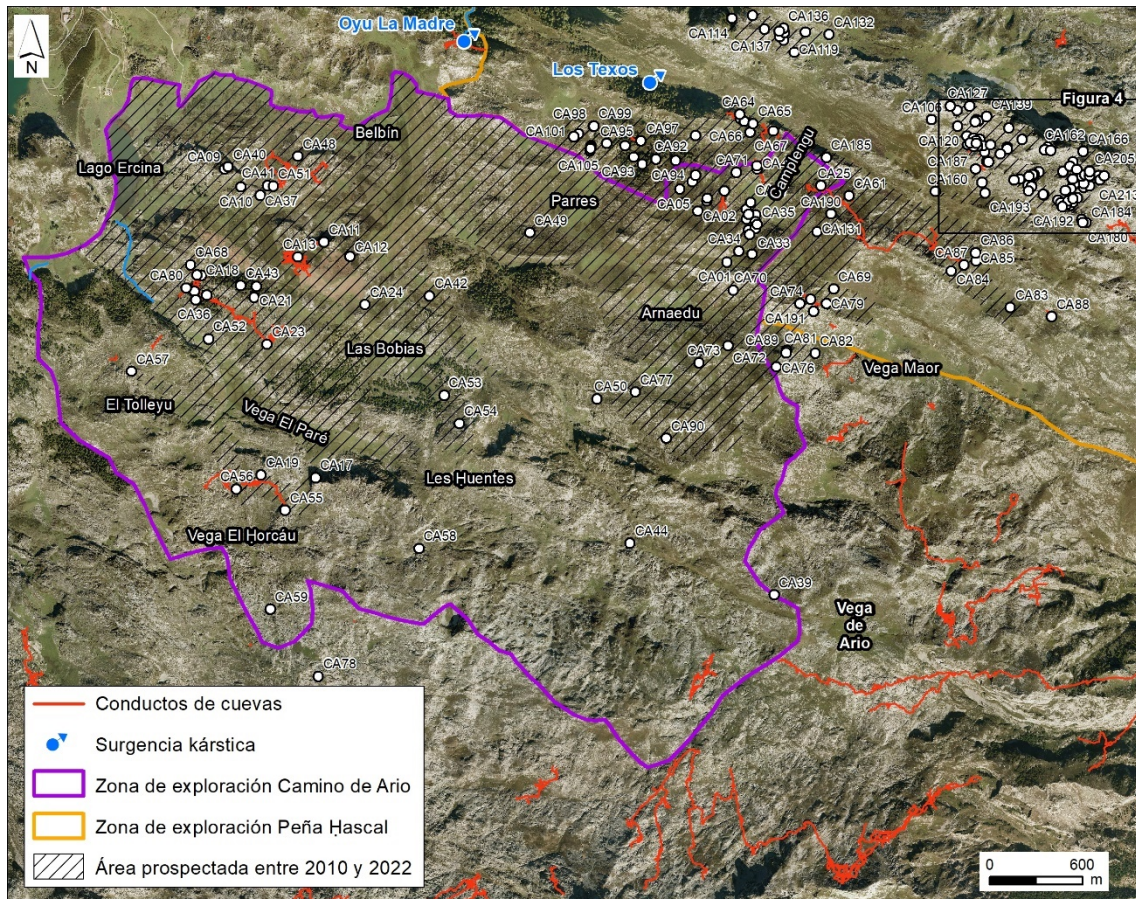 Oyu La Madre
CA136
CA132
CA114
CA137
CA119
Los Texos
N
CA64
CA65
CA127
Figura 4
CA106
CA139
CA98
CA99
CA101
CA95
CA97
CA66
CA67
Belbín
CA48
CA120
CA162
CA166
Lago Ercina
CA09
CA40
CA105
CA93
CA92
CA71
Camplengu
CA185
CA187
CA205
CA41
CA51
CA94
CA25
CA160
CA10
CA37
Parres
CA05
CA02
CA35
CA190
CA61
CA193
CA213
CA192
CA184
CA49
CA131
CA180
CA11
CA13
CA12
CA34
CA33
CA86
CA87
CA85
CA84
CA68
CA80
CA18
CA43
CA01
CA70
CA69
CA21
CA24
CA42
CA74
CA79
CA36
Arnaedu
CA191
CA83
CA88
CA52
CA23
Las Bobias
CA73
CA72
CA89
CA81
CA82
CA76
Vega Maor
CA57
El Tolleyu
CA53
CA50
CA77
Vega El Paré
CA54
CA90
CA19
CA17
CA56
Les Ḥuentes
CA55
Vega El Ḥorcáu
CA58
CA44
CA39
CA59
Vega
de
Ario
CA78
Conductos de cuevas
Surgencia kárstica
Zona de exploración Camino de Ario
Zona de exploración Peña Ḥascal
Área prospectada entre 2010 y 2022
0 600
m